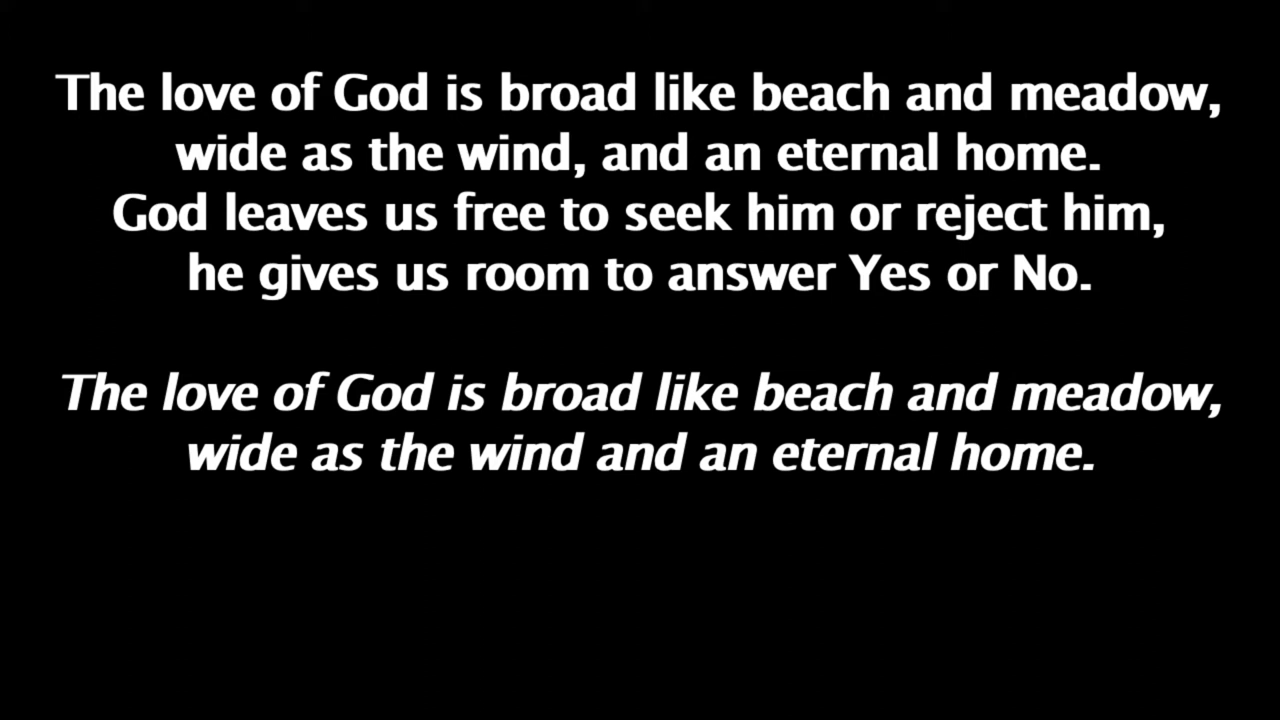 The love of God is broad like beach and meadow,
wide as the wind, and an eternal home.
God leaves us free to seek him or reject him,
he gives us room to answer Yes or No.
The love of God is broad like beach and meadow,
wide as the wind and an eternal home.